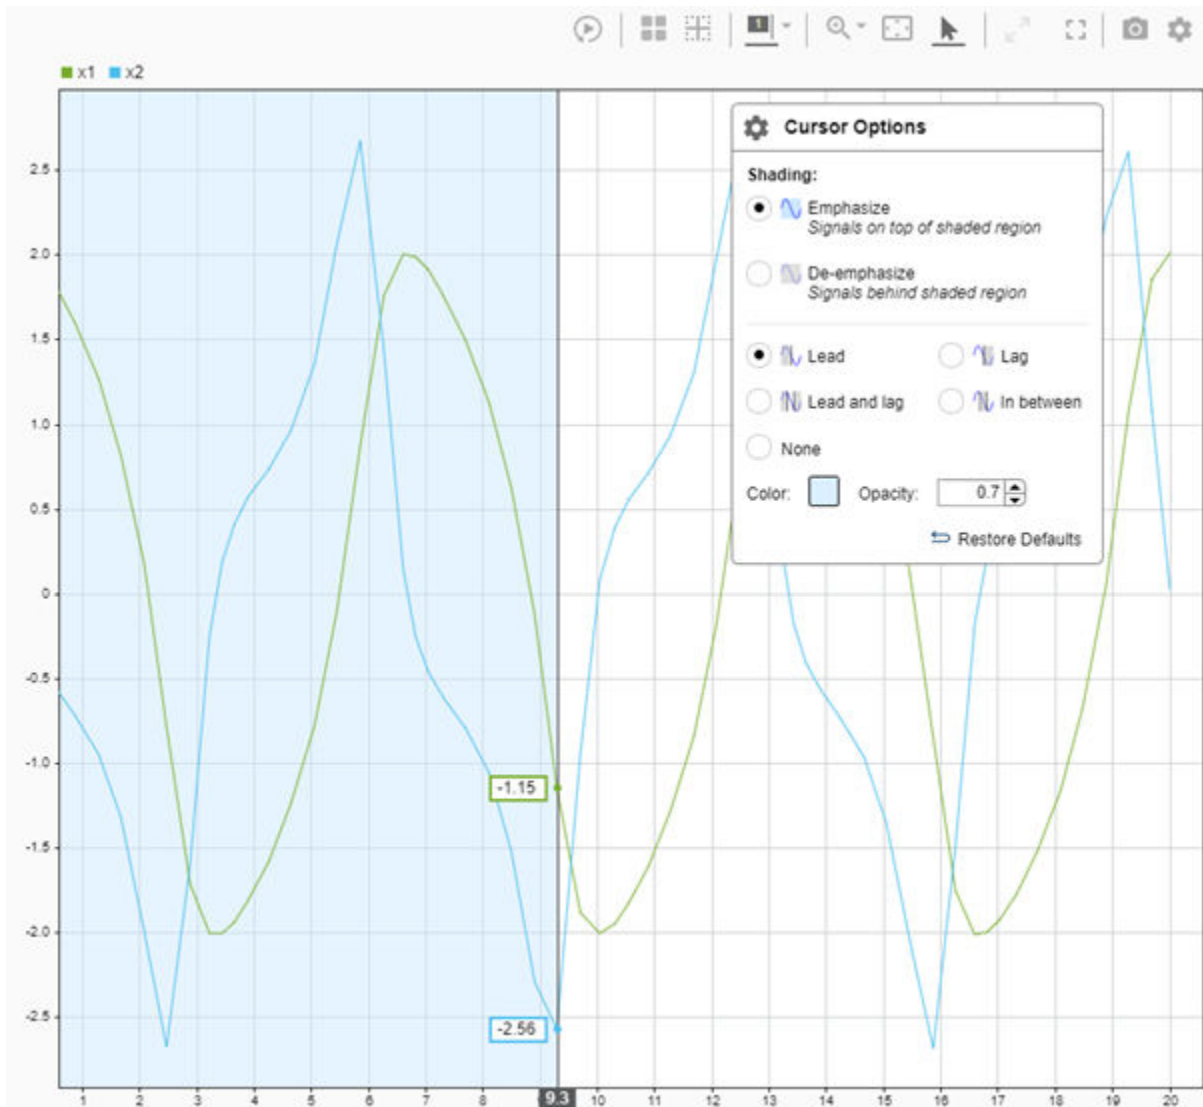 1
x1 x2
Cursor Options
Shading:
Emphasize
Signals on top of shaded region
De-emphasize
Signals behind shaded region
Lead Lag
Lead and lag In between
None
Color: Opacity: 0.7
Restore Defaults
2.5
2.0
1.5
1.0
0.5
0
-0.5
-1.0
-1.5
-2.0
-2.5
-1.15
-2.56
1 2 3 4 5 6 7 8 9.3 10 11 12 13 14 15 16 17 18 19 20